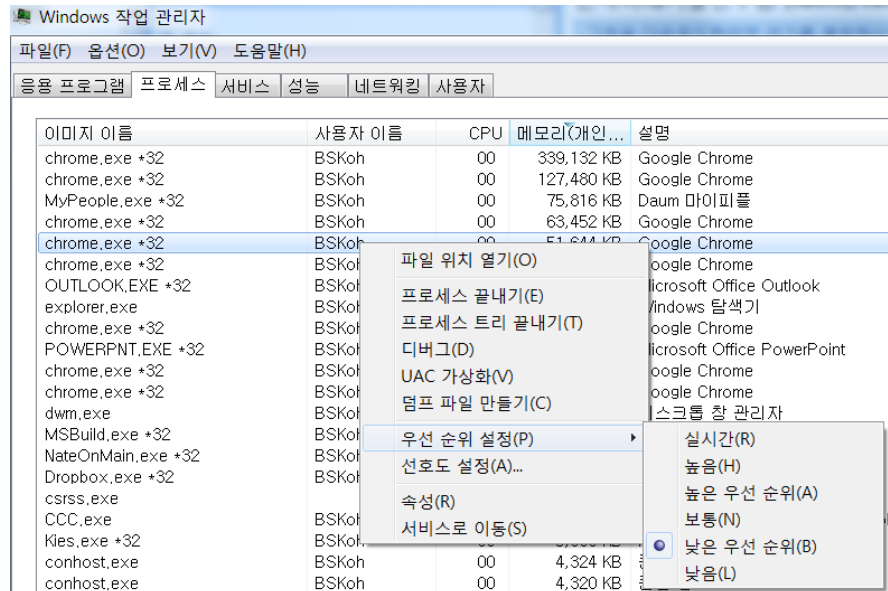 Windows 작업 관리자
파일(F) 옵션(O) 보기(V) 도움말(H)
응용 프로그램 프로세스 서비스 성능 네트워킹 사용자
이미지 이름 사용자 이름 CPU 메모리(개인... 설명
chrome.exe *32 BSKoh 00 339,132 KB Google Chrome
chrome.exe *32 BSKoh 00 127,480 KB Google Chrome
MyPeople.exe *32 BSKoh 00 75,816 KB Daum 마이피플
chrome.exe *32 BSKoh 00 63,452 KB Google Chrome
chrome.exe *32 BSKoh 00 51,644 KB Google Chrome
chrome.exe *32 BSKoh oogle Chrome
OUTLOOK.EXE *32 BSKoh licrosoft Office Outlook
explorer.exe BSKoh indows 탐색기
chrome.exe *32 BSKoh oogle Chrome
POWERPNT.EXE *32 BSKoh licrosoft Office PowerPoint
chrome.exe *32 BSKoh oogle Chrome
chrome.exe *32 BSKoh oogle Chrome
dwm.exe BSKoh 스크톱 창 관리자
MSBuild.exe *32 BSKoh
NateOnMain.exe *32 BSKoh
Dropbox.exe *32 BSKoh
csrss.exe
CCC.exe BSKoh
Kies.exe *32 BSKoh
conhost.exe BSKoh 00 4,324 KB
conhost.exe BSKoh 00 4,320 KB
파일 위치 열기(O)
프로세스 끝내기(E)
프로세스 트리 끝내기(T)
디버그(D)
UAC 가상화(V)
덤프 파일 만들기(C)
우선 순위 설정(P)
선호도 설정(A)...
속성(R)
서비스로 이동(S)
실시간(R)
높음(H)
높은 우선 순위(A)
보통(N)
낮은 우선 순위(B)
낮음(L)